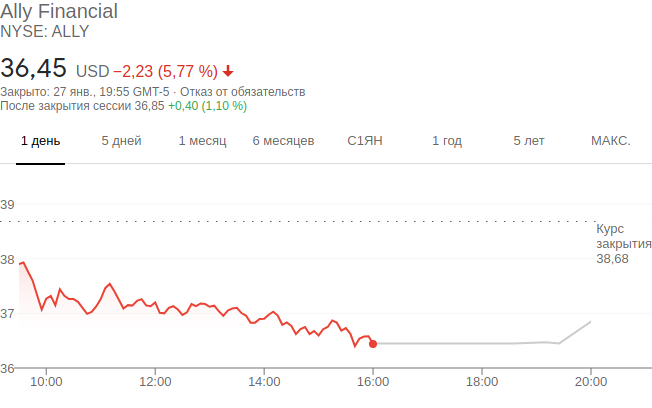 Ally Financial
NYSE: ALLY
36,45 USD −2,23 (5,77 %)
Закрыто: 27 янв., 19:55 GMT-5 · Отказ от обязательств
После закрытия сессии 36,85 +0,40 (1,10 %)
1 день 5 дней 1 месяц 6 месяцев С1ЯН 1 год 5 лет МАКС.
39
Курс
закрытия
38,68
38
37
36
10:00 12:00 14:00 16:00 18:00 20:00